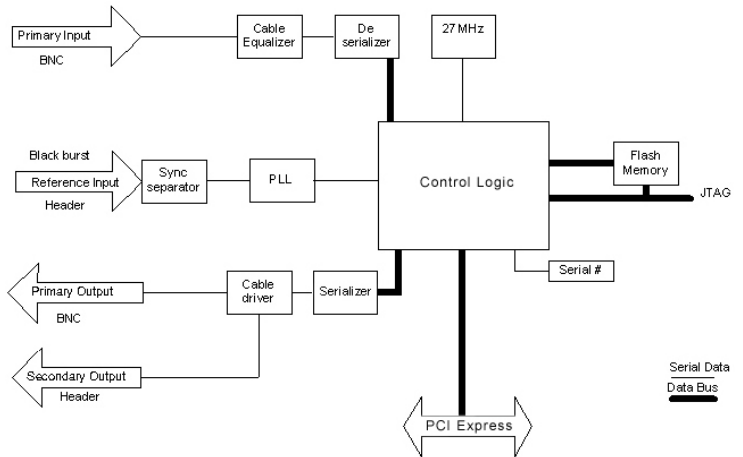 Primary Input
BNC
Cable
Equalizer
De
serializer
27 MHz
Black burst
Reference Input
Header
Sync
separator
PLL
Control Logic
Flash
Memory
JTAG
Serial #
Primary Output
BNC
Cable
driver
Serializer
Secondary Output
Header
PCI Express
Serial Data
Data Bus